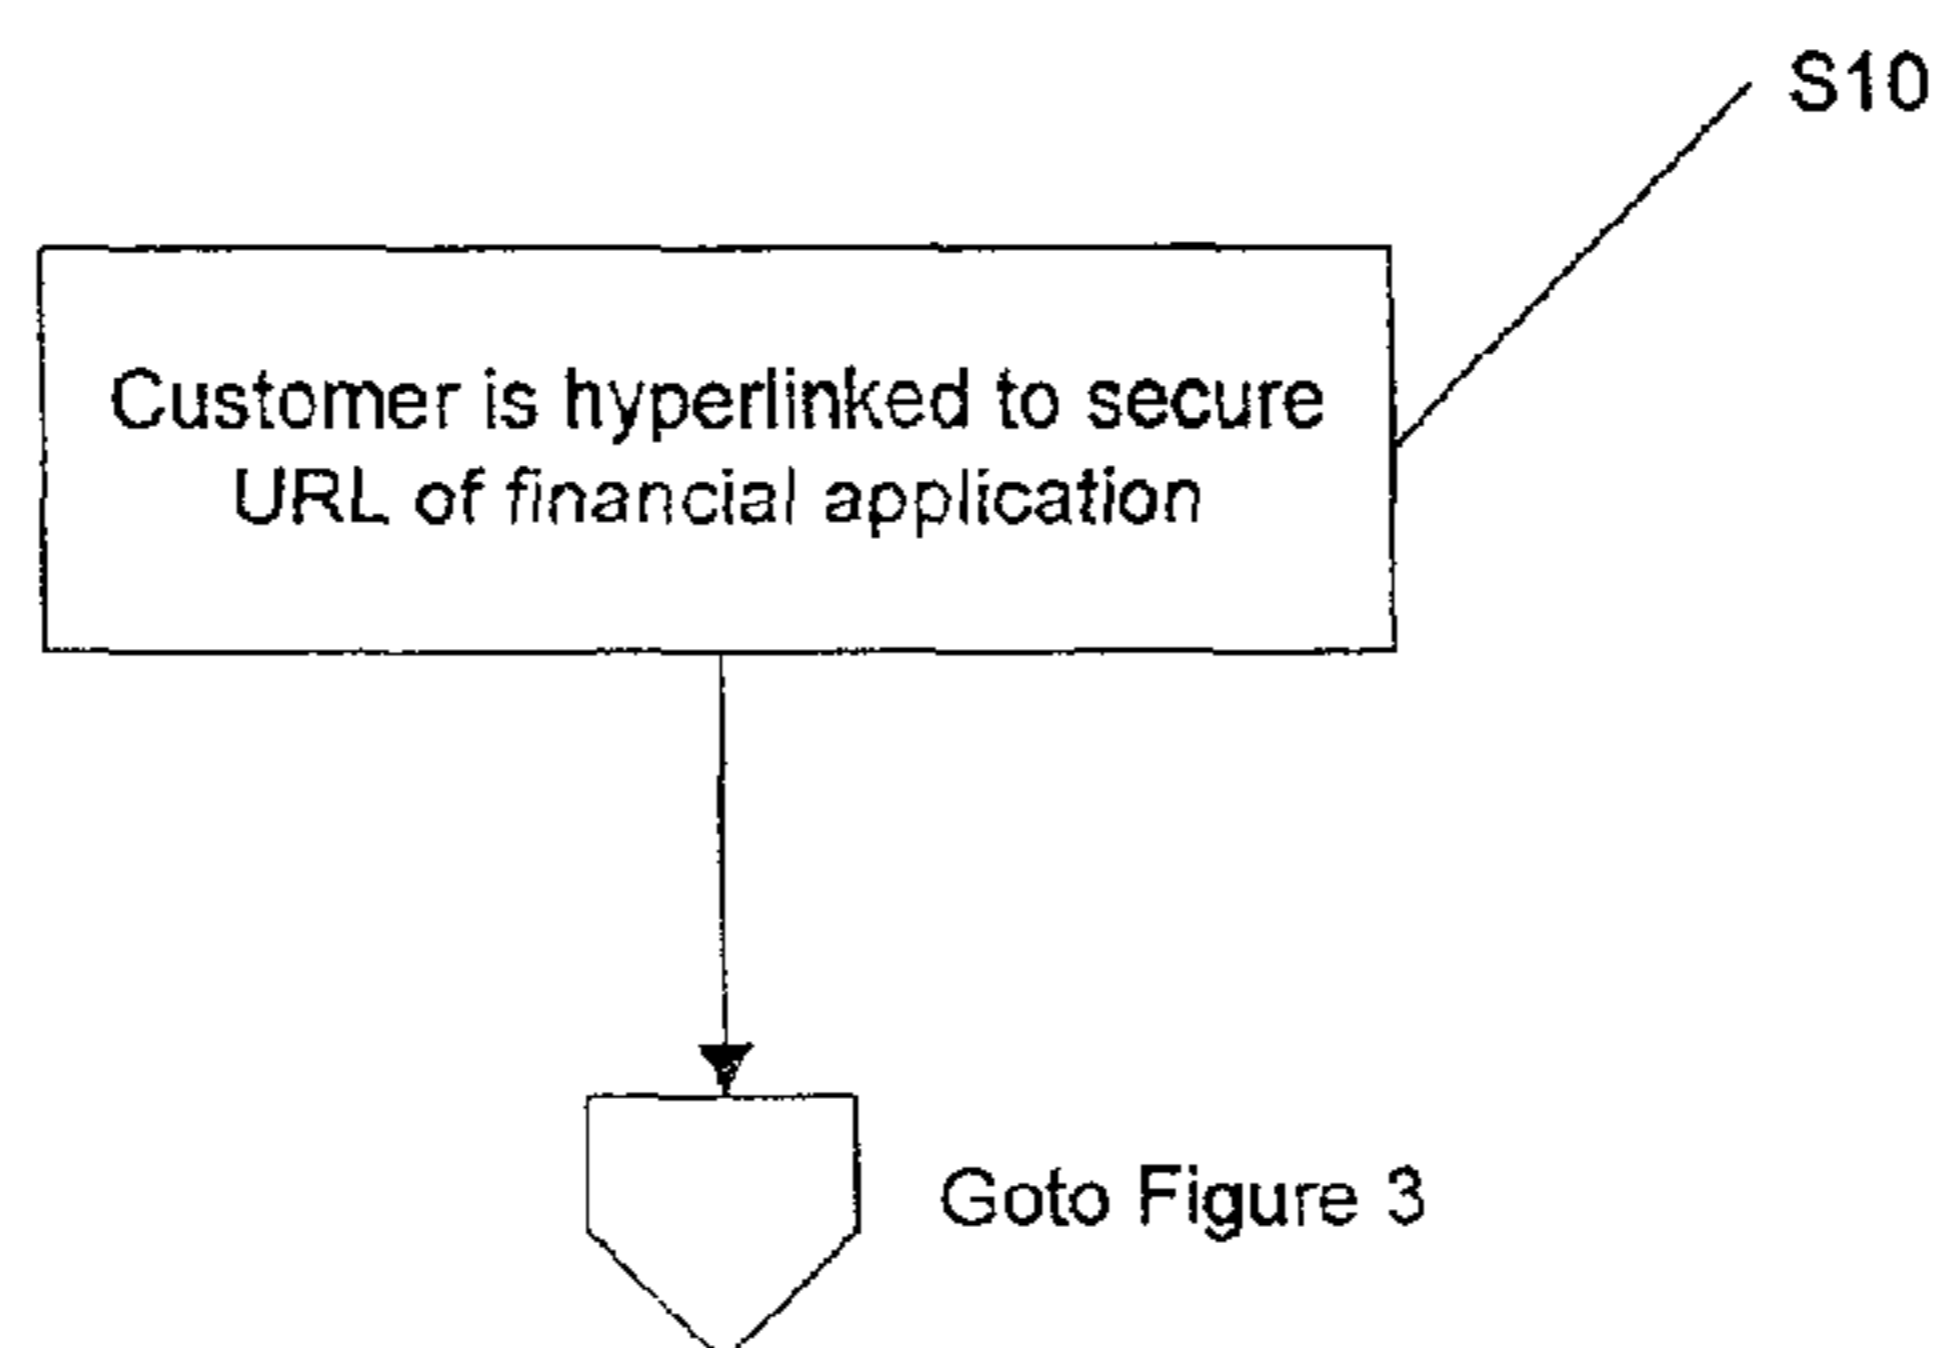 S10
Customer is hyperlinked to secure
URL of financial application
Goto Figure 3